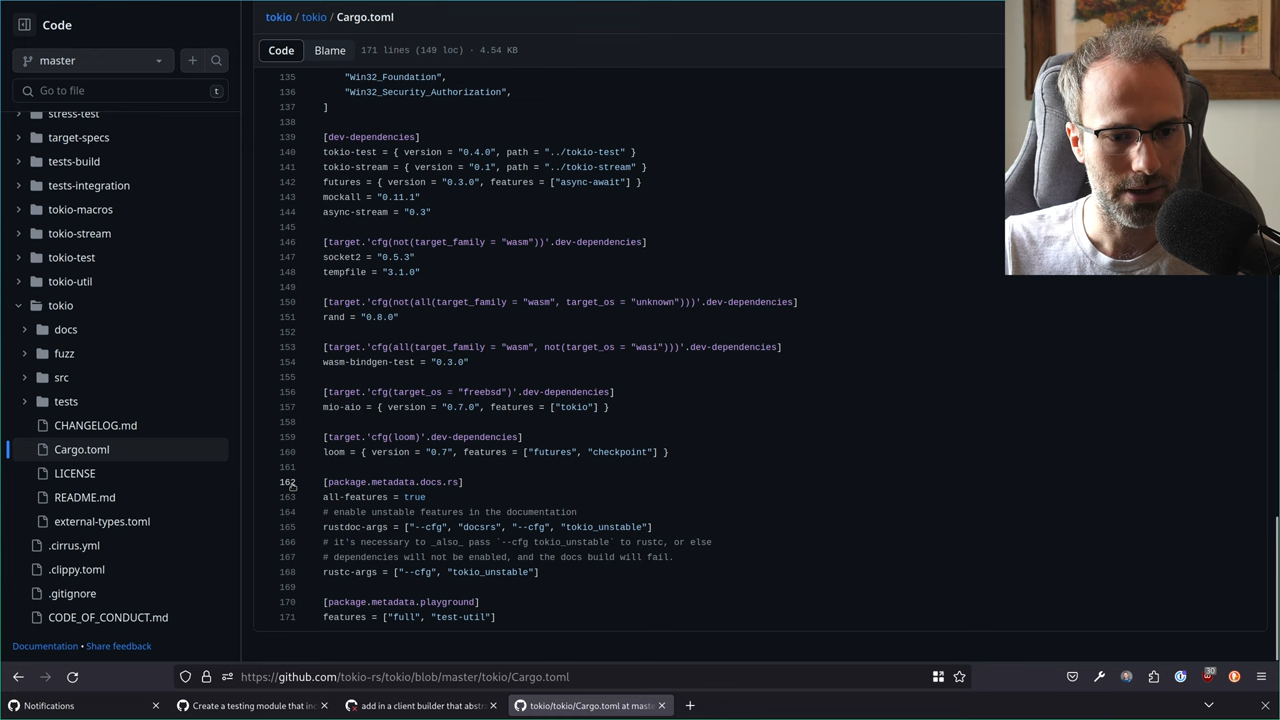 Code
master
Go to file
t
stress-test
target-specs
tests-build
tests-integration
tokio-macros
tokio-stream
tokio-test
tokio-util
tokio
docs
fuzz
src
tests
CHANGELOG.md
Cargo.toml
LICENSE
README.md
external-types.toml
.cirrus.yml
.clippy.toml
.gitignore
CODE_OF_CONDUCT.md
Documentation • Share feedback
tokio / tokio / Cargo.toml
Code Blame 171 lines (149 loc) · 4.54 KB
135 "Win32_Foundation",
136 "Win32_Security_Authorization",
137 ]
138
139 [dev-dependencies]
140 tokio-test = { version = "0.4.0", path = "../tokio-test" }
141 tokio-stream = { version = "0.1", path = "../tokio-stream" }
142 futures = { version = "0.3.0", features = ["async-await"] }
143 mockall = "0.11.1"
144 async-stream = "0.3"
145
146 [target.'cfg(not(target_family = "wasm"))'.dev-dependencies]
147 socket2 = "0.5.3"
148 tempfile = "3.1.0"
149
150 [target.'cfg(not(all(target_family = "wasm", target_os = "unknown")))'.dev-dependencies]
151 rand = "0.8.0"
152
153 [target.'cfg(all(target_family = "wasm", not(target_os = "wasi")))'.dev-dependencies]
154 wasm-bindgen-test = "0.3.0"
155
156 [target.'cfg(target_os = "freebsd")'.dev-dependencies]
157 mio-aio = { version = "0.7.0", features = ["tokio"] }
158
159 [target.'cfg(loom)'.dev-dependencies]
160 loom = { version = "0.7", features = ["futures", "checkpoint"] }
161
162 [package.metadata.docs.rs]
163 all-features = true
164 # enable unstable features in the documentation
165 rustdoc-args = ["--cfg", "docsrs", "--cfg", "tokio_unstable"]
166 # it's necessary to _also_ pass `--cfg tokio_unstable` to rustc, or else
167 # dependencies will not be enabled, and the docs build will fail.
168 rustc-args = ["--cfg", "tokio_unstable"]
169
170 [package.metadata.playground]
171 features = ["full", "test-util"]
https://github.com/tokio-rs/tokio/blob/master/tokio/Cargo.toml
30
Notifications
Create a testing module that in
add in a client builder that abstr
tokio/tokio/Cargo.toml at maste